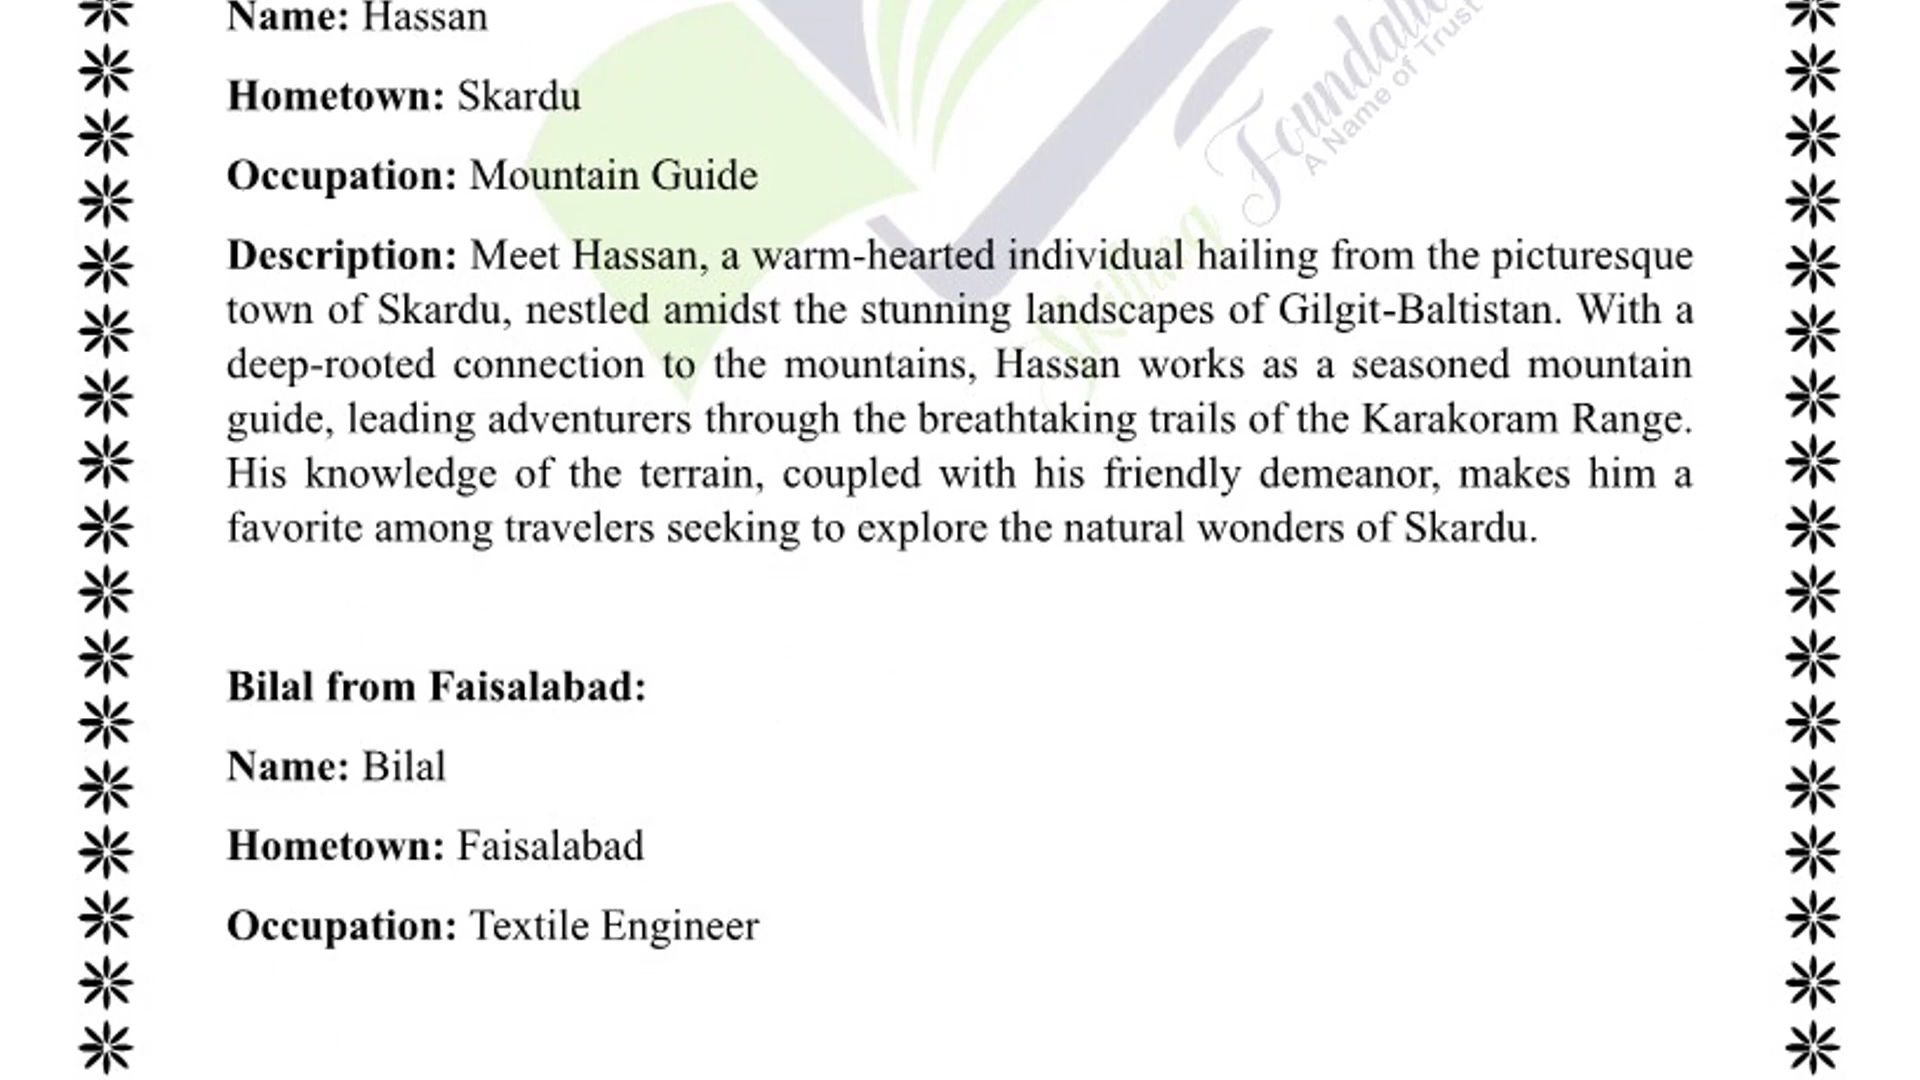 Name: Hassan
Hometown: Skardu
Occupation: Mountain Guide
Description: Meet Hassan, a warm-hearted individual hailing from the picturesque
town of Skardu, nestled amidst the stunning landscapes of Gilgit-Baltistan. With a
deep-rooted connection to the mountains, Hassan works as a seasoned mountain
guide, leading adventurers through the breathtaking trails of the Karakoram Range.
His knowledge of the terrain, coupled with his friendly demeanor, makes him a
favorite among travelers seeking to explore the natural wonders of Skardu.
Bilal from Faisalabad:
Name: Bilal
Hometown: Faisalabad
Occupation: Textile Engineer
A Name of Trust